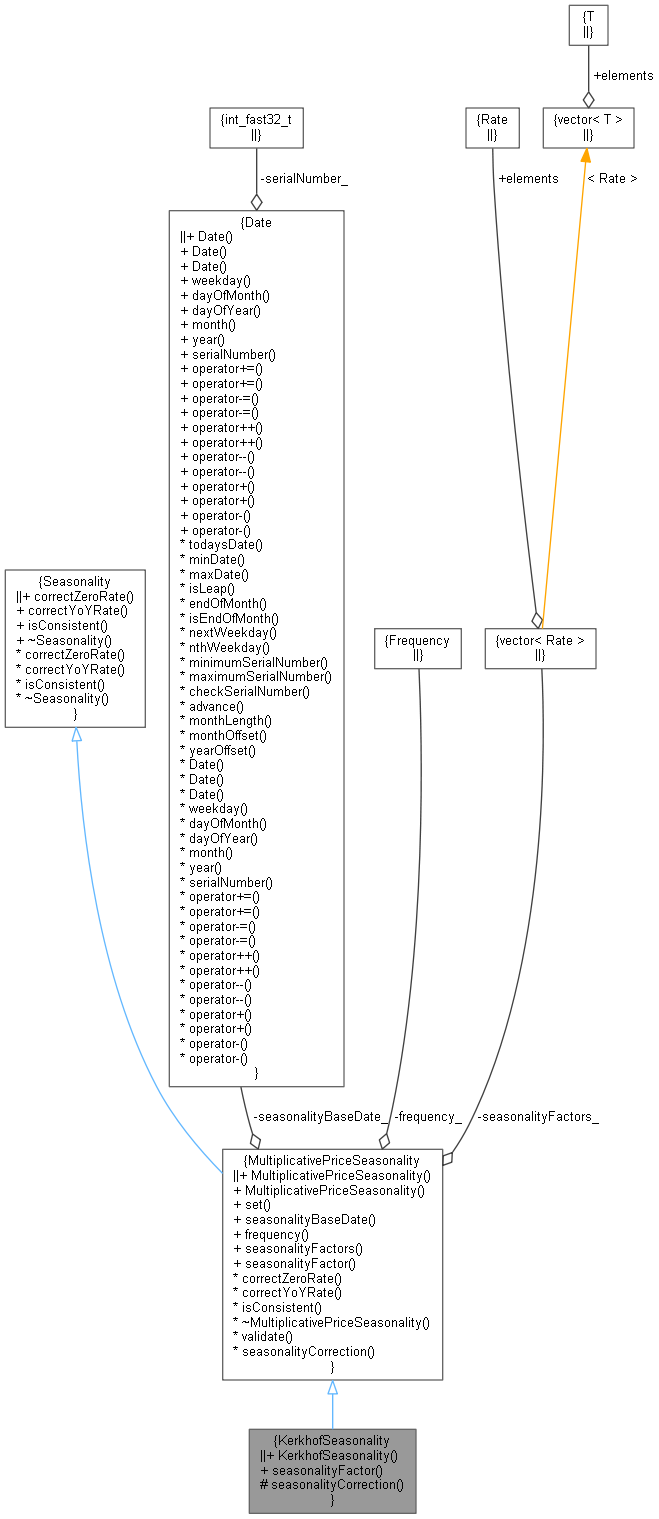 {T
||}
+elements
{int_fast32_t
||}
{Rate
||}
{vector< T >
||}
-serialNumber_
+elements
< Rate >
{Date
||+ Date()
+ Date()
+ Date()
+ weekday()
+ dayOfMonth()
+ dayOfYear()
+ month()
+ year()
+ serialNumber()
+ operator+=()
+ operator+=()
+ operator-=()
+ operator-=()
+ operator++()
+ operator++()
+ operator--()
+ operator--()
+ operator+()
+ operator+()
+ operator-()
+ operator-()
* todaysDate()
* minDate()
* maxDate()
* isLeap()
* endOfMonth()
* isEndOfMonth()
* nextWeekday()
* nthWeekday()
* minimumSerialNumber()
* maximumSerialNumber()
* checkSerialNumber()
* advance()
* monthLength()
* monthOffset()
* yearOffset()
* Date()
* Date()
* Date()
* weekday()
* dayOfMonth()
* dayOfYear()
* month()
* year()
* serialNumber()
* operator+=()
* operator+=()
* operator-=()
* operator-=()
* operator++()
* operator++()
* operator--()
* operator--()
* operator+()
* operator+()
* operator-()
* operator-()
}
{Seasonality
||+ correctZeroRate()
+ correctYoYRate()
+ isConsistent()
+ ~Seasonality()
* correctZeroRate()
* correctYoYRate()
* isConsistent()
* ~Seasonality()
}
{Frequency
||}
{vector< Rate >
||}
-seasonalityBaseDate_
-frequency_
-seasonalityFactors_
{MultiplicativePriceSeasonality
||+ MultiplicativePriceSeasonality()
+ MultiplicativePriceSeasonality()
+ set()
+ seasonalityBaseDate()
+ frequency()
+ seasonalityFactors()
+ seasonalityFactor()
* correctZeroRate()
* correctYoYRate()
* isConsistent()
* ~MultiplicativePriceSeasonality()
* validate()
* seasonalityCorrection()
}
{KerkhofSeasonality
||+ KerkhofSeasonality()
+ seasonalityFactor()
# seasonalityCorrection()
}